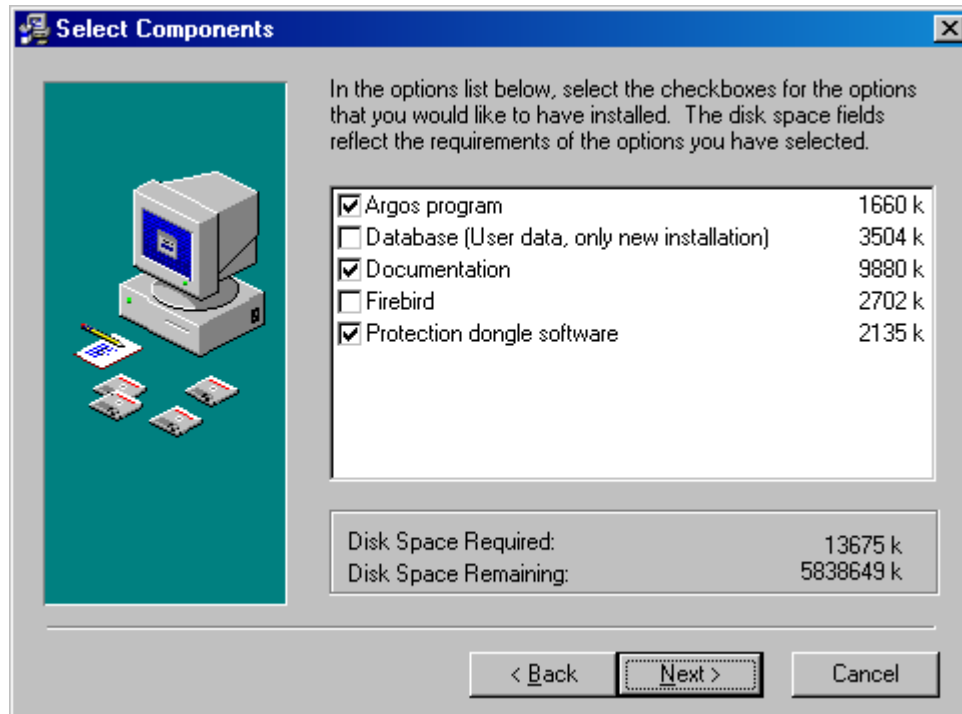 Select Components
In the options list below, select the checkboxes for the options
that you would like to have installed.  The disk space fields
reflect the requirements of the options you have selected.
Argos program 1660 k
Database (User data, only new installation) 3504 k
Documentation 9880 k
Firebird 2702 k
Protection dongle software 2135 k
Disk Space Required: 13675 k
Disk Space Remaining: 5838649 k
< Back Next > Cancel